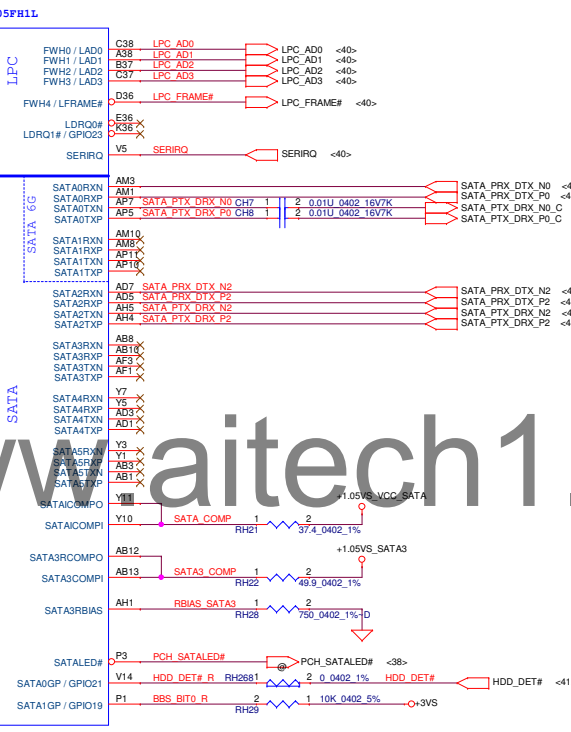 05FH1L
LPC
FWH0 / LAD0 C38 LPC_AD0 LPC_AD0 <40>
FWH1 / LAD1 A38 LPC_AD1 LPC_AD1 <40>
FWH2 / LAD2 B37 LPC_AD2 LPC_AD2 <40>
FWH3 / LAD3 C37 LPC_AD3 LPC_AD3 <40>
FWH4 / LFRAME# D36 LPC_FRAME# LPC_FRAME# <40>
LDRQ0# E36
LDRQ1# / GPIO23 K36
SERIRQ V5 SERIRQ SERIRQ <40>
SATA 6G
SATA0RXN AM3 SATA_PRX_DTX_N0 <4
SATA0RXP AM1 SATA_PRX_DTX_P0 <4
SATA0TXN AP7 SATA_PTX_DRX_N0 CH7 1 2 0.01U_0402_16V7K SATA_PTX_DRX_N0_C
SATA0TXP AP5 SATA_PTX_DRX_P0 CH8 1 2 0.01U_0402_16V7K SATA_PTX_DRX_P0_C
SATA1RXN AM10
SATA1RXP AM8
SATA1TXN AP11
SATA1TXP AP10
SATA2RXN AD7 SATA_PRX_DTX_N2 SATA_PRX_DTX_N2 <4
SATA2RXP AD5 SATA_PRX_DTX_P2 SATA_PRX_DTX_P2 <4
SATA2TXN AH5 SATA_PTX_DRX_N2 SATA_PTX_DRX_N2 <4
SATA2TXP AH4 SATA_PTX_DRX_P2 SATA_PTX_DRX_P2 <4
SATA
SATA3RXN AB8
SATA3RXP AB10
SATA3TXN AF3
SATA3TXP AF1
SATA4RXN Y7
SATA4RXP Y5
SATA4TXN AD3
SATA4TXP AD1
SATA5RXN Y3
SATA5RXP Y1
SATA5TXN AB3
SATA5TXP AB1
w.aitech1.
SATAICOMPO Y11 +1.05VS_VCC_SATA
SATAICOMPI Y10 SATA_COMP RH21 1 2 37.4_0402_1%
SATA3RCOMPO AB12 +1.05VS_SATA3
SATA3COMPI AB13 SATA3_COMP RH22 1 2 49.9_0402_1%
SATA3RBIAS AH1 RBIAS_SATA3 RH28 1 2 750_0402_1%~D
SATALED# P3 PCH_SATALED# PCH_SATALED# <38>
@
SATA0GP / GPIO21 V14 HDD_DET#_R RH268 1 2 0_0402_1% HDD_DET# HDD_DET# <41
SATA1GP / GPIO19 P1 BBS_BIT0_R RH29 2 1 10K_0402_5% +3VS